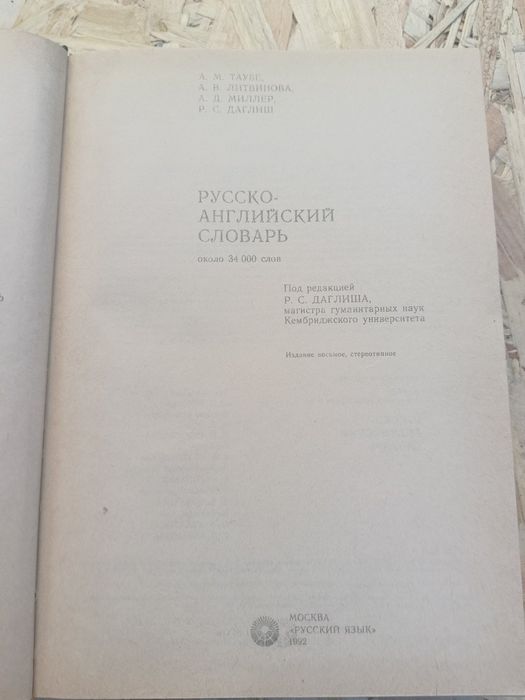 А. М. ТАУБЕ,
А. В. ЛИТВИНОВА,
А. Д. МИЛЛЕР,
Р. С. ДАГЛИШ
РУССКО-
АНГЛИЙСКИЙ
СЛОВАРЬ
около 34 000 слов
Под редакцией
Р. С. ДАГЛИША,
магистра гуманитарных наук
Кембриджского университета
Издание восьмое, стереотипное
МОСКВА
«РУССКИЙ ЯЗЫК»
1992